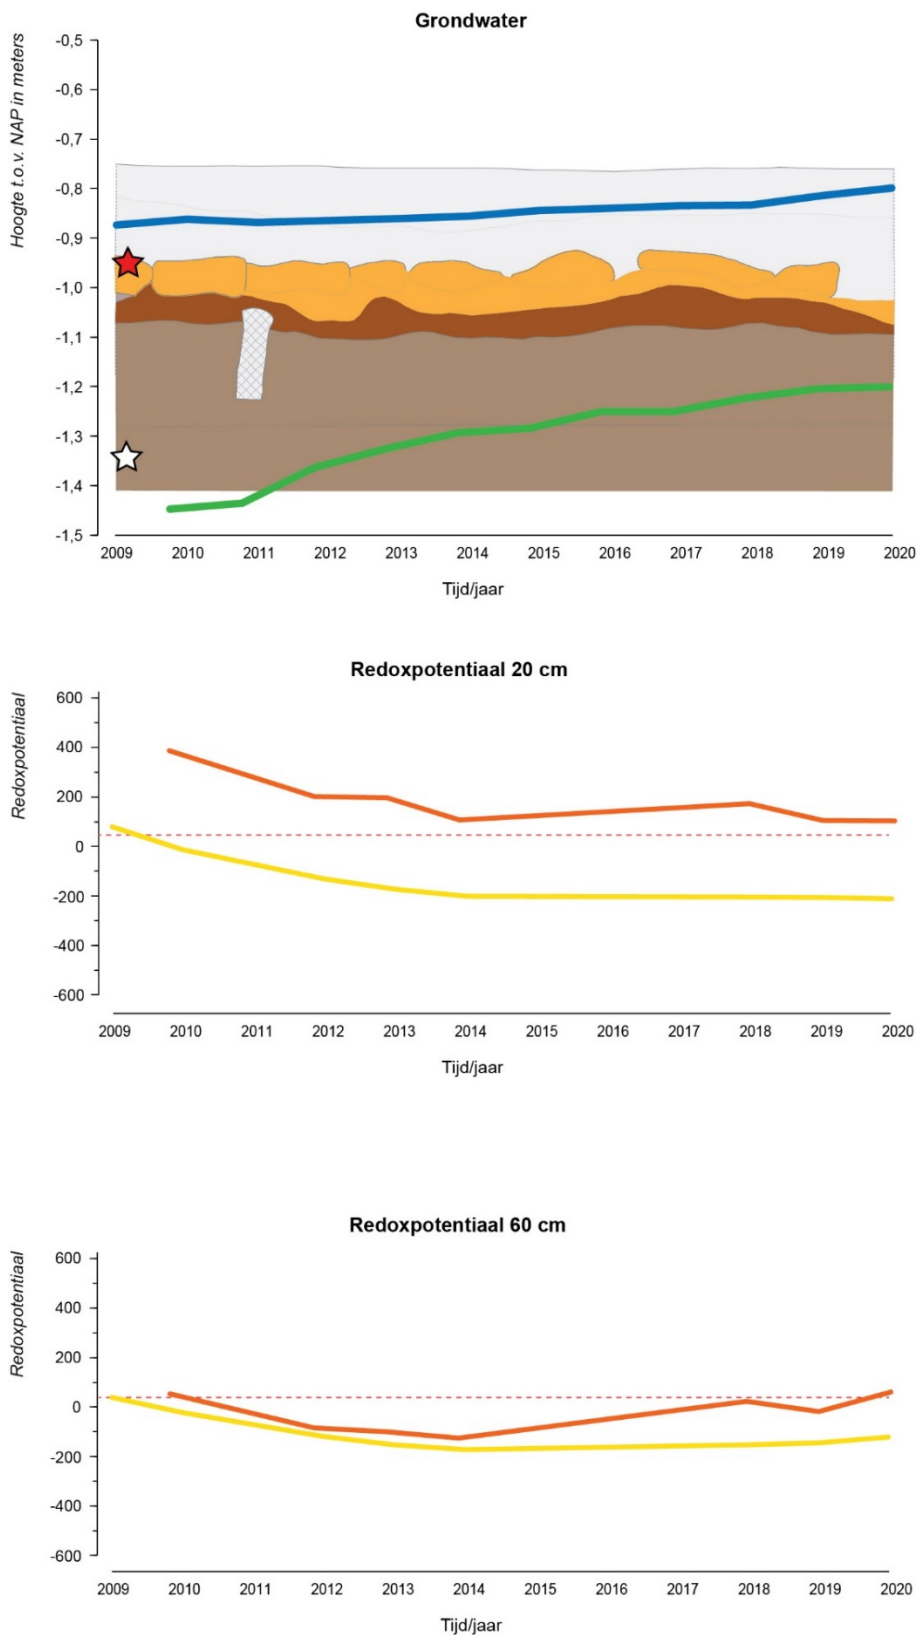 Grondwater
Hoogte t.o.v. NAP in meters
-0,5
-0,6
-0,7
-0,8
-0,9
-1,0
-1,1
-1,2
-1,3
-1,4
-1,5
2009 2010 2011 2012 2013 2014 2015 2016 2017 2018 2019 2020
Tijd/jaar
Redoxpotentiaal 20 cm
Redoxpotentiaal
600
400
200
0
-200
-400
-600
2009 2010 2011 2012 2013 2014 2015 2016 2017 2018 2019 2020
Tijd/jaar
Redoxpotentiaal 60 cm
Redoxpotentiaal
600
400
200
0
-200
-400
-600
2009 2010 2011 2012 2013 2014 2015 2016 2017 2018 2019 2020
Tijd/jaar